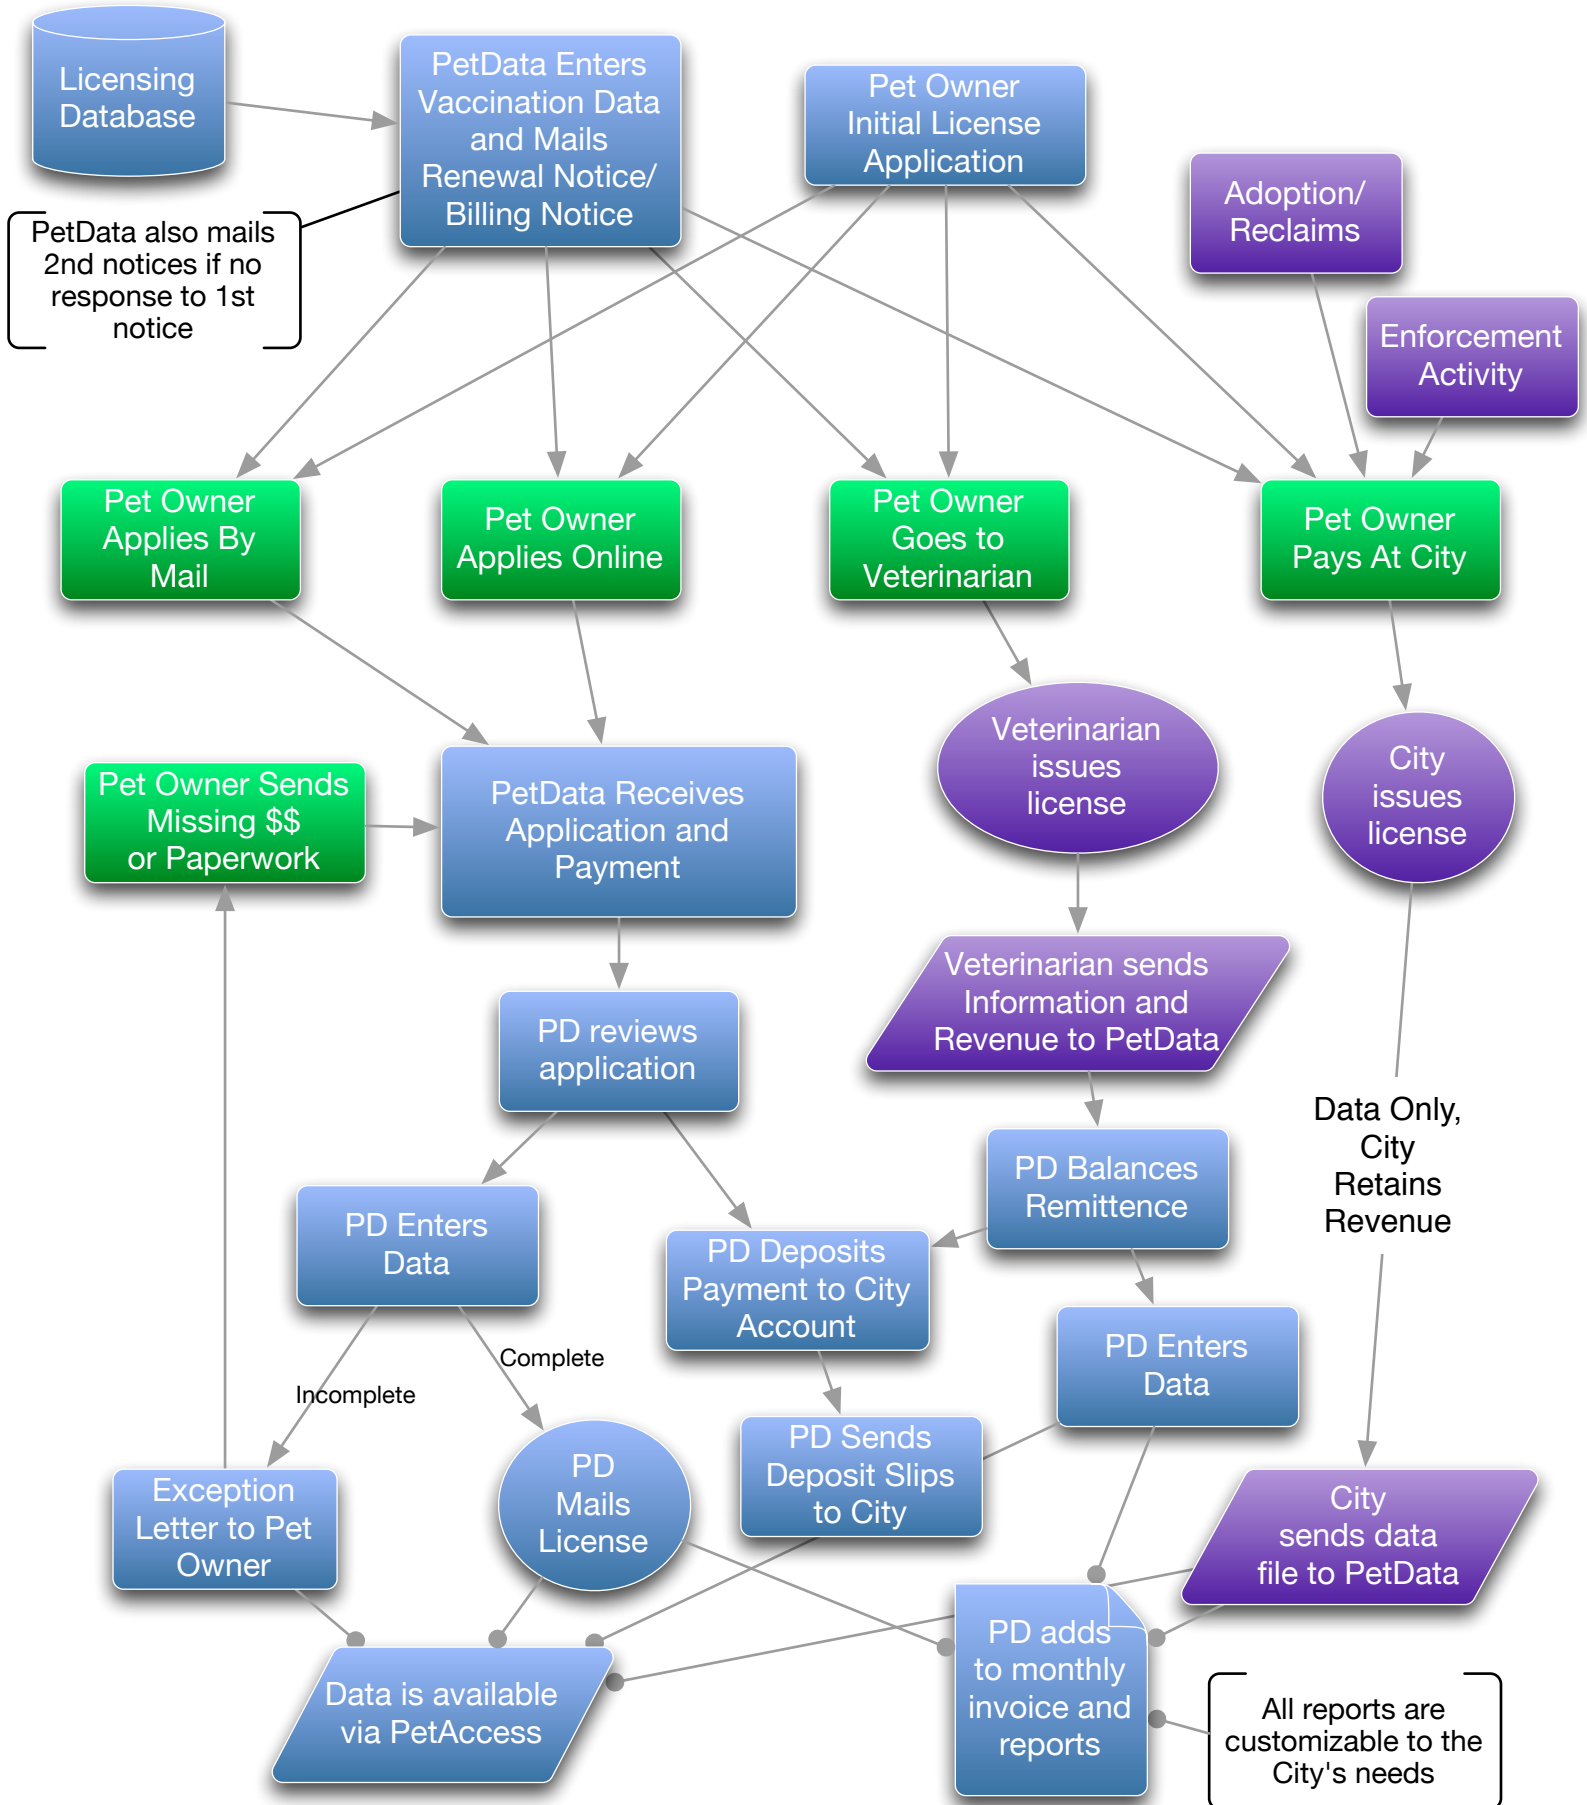 Licensing
Database
PetData Enters
Vaccination Data
and Mails
Renewal Notice/
Billing Notice
Pet Owner
Initial License
Application
Adoption/
Reclaims
PetData also mails
2nd notices if no
response to 1st
notice
Enforcement
Activity
Pet Owner
Applies By
Mail
Pet Owner
Applies Online
Pet Owner
Goes to
Veterinarian
Pet Owner
Pays At City
Veterinarian
issues
license
City
issues
license
Pet Owner Sends
Missing $$
or Paperwork
PetData Receives
Application and
Payment
Veterinarian sends
Information and
Revenue to PetData
PD reviews
application
Data Only,
City
Retains
Revenue
PD Balances
Remittence
PD Enters
Data
PD Deposits
Payment to City
Account
PD Enters
Data
Complete
Incomplete
PD Sends
Deposit Slips
to City
PD
Mails
License
Exception
Letter to Pet
Owner
City
sends data
file to PetData
PD adds
to monthly
invoice and
reports
Data is available
via PetAccess
All reports are
customizable to the
City's needs